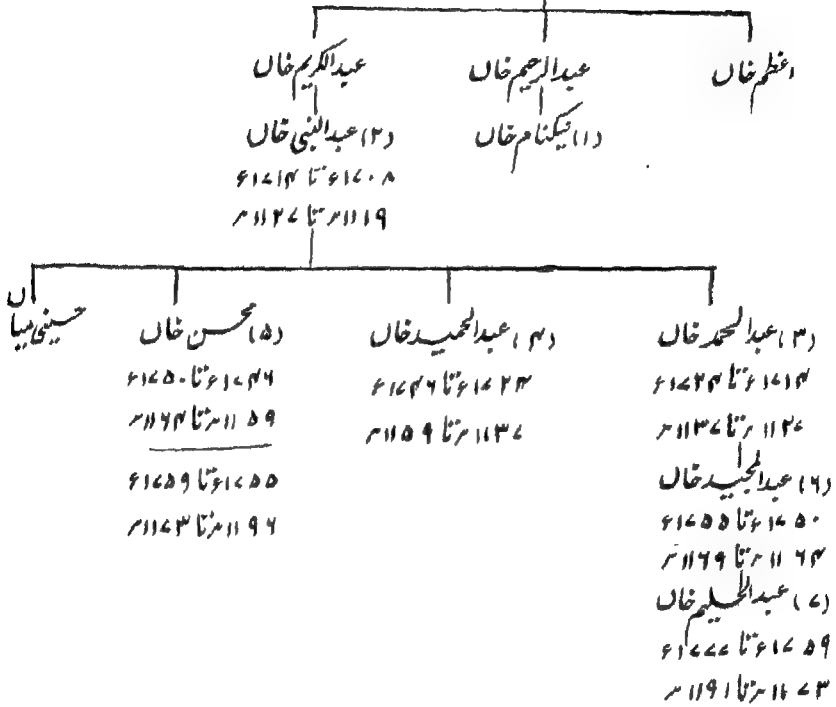 اعظم خاں
عبدالرحیم خاں
(۱) نیکنام خاں
عبدالکریم خاں
(۲) عبدالنبی خاں
۱۷۰۸ء تا ۱۷۱۴ء
۱۱۱۹ھ تا ۱۱۲۷ھ
(۳) عبدالمحمد خاں
۱۷۱۴ء تا ۱۷۲۴ء
۱۱۲۷ھ تا ۱۱۳۷ھ
(۶) عبدالمجید خاں
۱۷۵۰ء تا ۱۷۵۵ء
۱۱۶۴ھ تا ۱۱۶۹ھ
(۷) عبدالحلیم خاں
۱۷۵۹ء تا ۱۷۷۷ء
۱۱۷۳ھ تا ۱۱۹۱ھ
(۴) عبدالحمید خاں
۱۷۲۴ء تا ۱۷۴۶ء
۱۱۳۷ھ تا ۱۱۵۹ھ
(۵) محسن خاں
۱۷۴۶ء تا ۱۷۵۰ء
۱۱۵۹ھ تا ۱۱۶۴ھ
۱۷۵۵ء تا ۱۷۵۹ء
۱۱۹۶ھ تا ۱۱۷۳ھ
حسینی